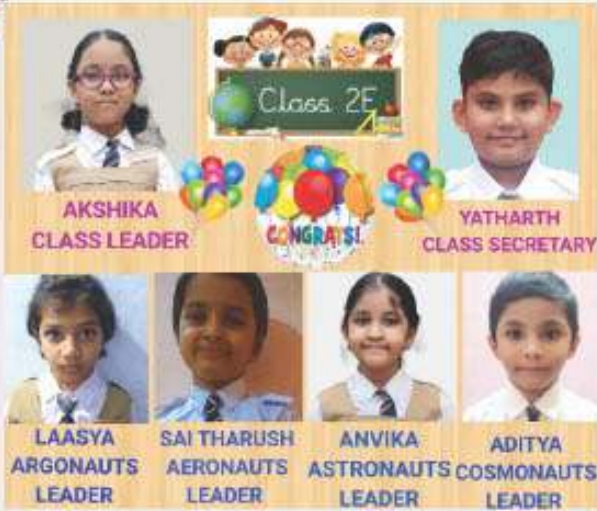 Class 2E
AKSHIKA
CLASS LEADER
CONGRATS!
YATHARTH
CLASS SECRETARY
LAASYA
ARGONAUTS
LEADER
SAI THARUSH
AERONAUTS
LEADER
ANVIKA
ASTRONAUTS
LEADER
ADITYA
COSMONAUTS
LEADER